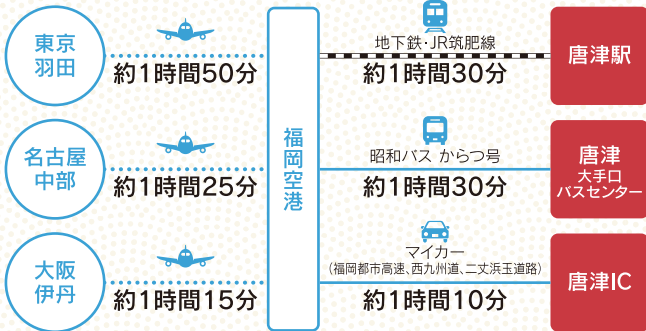 東京
羽田
約1時間50分
地下鉄・JR筑肥線
約1時間30分
唐津駅
福岡空港
名古屋
中部
約1時間25分
昭和バス からつ号
約1時間30分
唐津
大手口
バスセンター
大阪
伊丹
約1時間15分
マイカー
(福岡都市高速、西九州道、二丈浜玉道路)
約1時間10分
唐津IC